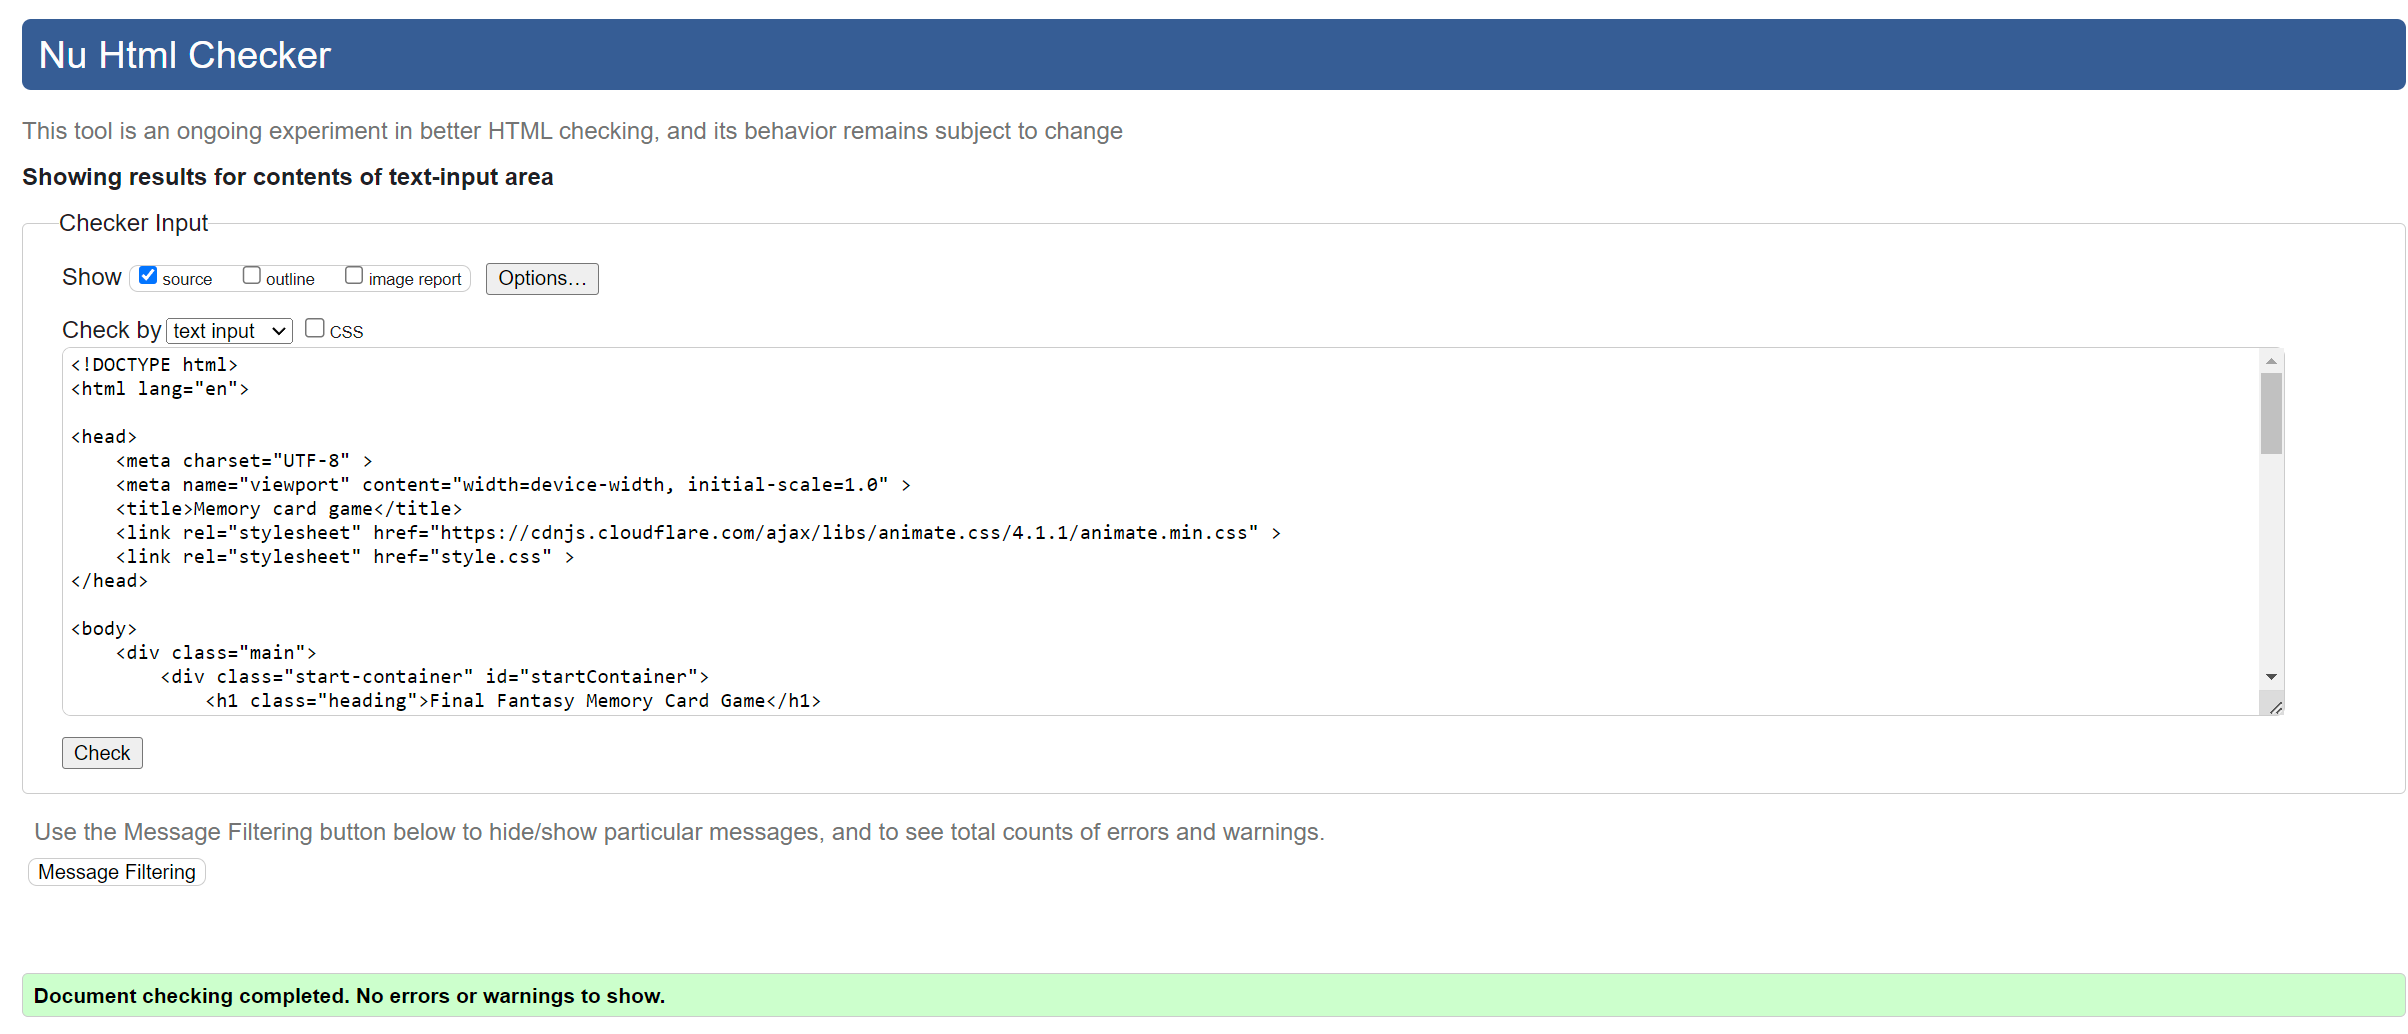 Nu Html Checker
This tool is an ongoing experiment in better HTML checking, and its behavior remains subject to change
Showing results for contents of text-input area
Checker Input
Show source outline image report Options...
Check by text input CSS
<!DOCTYPE html>
<html lang="en">
<head>
    <meta charset="UTF-8" >
    <meta name="viewport" content="width=device-width, initial-scale=1.0" >
    <title>Memory card game</title>
    <link rel="stylesheet" href="https://cdnjs.cloudflare.com/ajax/libs/animate.css/4.1.1/animate.min.css" >
    <link rel="stylesheet" href="style.css" >
</head>
<body>
    <div class="main">
        <div class="start-container" id="startContainer">
            <h1 class="heading">Final Fantasy Memory Card Game</h1>
Check
Use the Message Filtering button below to hide/show particular messages, and to see total counts of errors and warnings.
Message Filtering
Document checking completed. No errors or warnings to show.